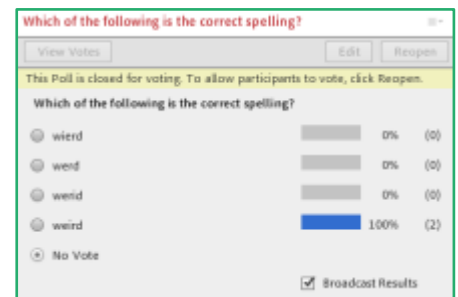 Which of the following is the correct spelling?
View Votes Edit Reopen
This Poll is closed for voting. To allow participants to vote, click Reopen.
Which of the following is the correct spelling?
wierd 0% (0)
werd 0% (0)
werid 0% (0)
weird 100% (2)
No Vote
Broadcast Results